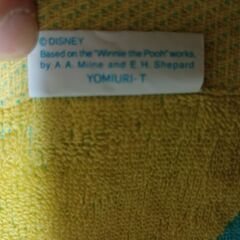 © DISNEY
Based on the "Winnie the Pooh" works,
by A. A. Milne and E. H. Shepard
YOMIURI-T